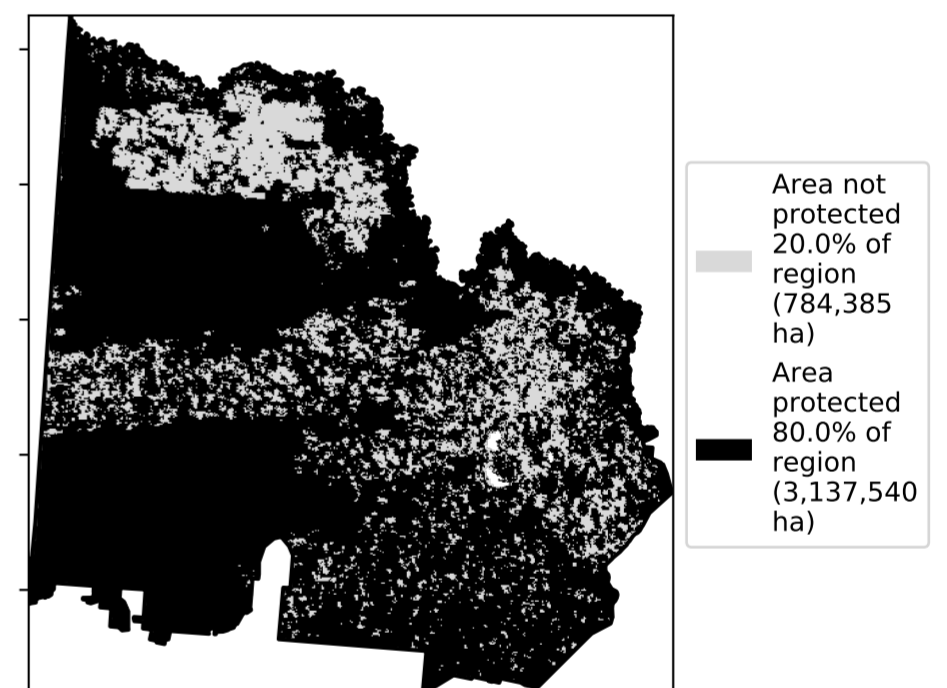 Area not
protected
20.0% of
region
(784,385
ha)
Area
protected
80.0% of
region
(3,137,540
ha)